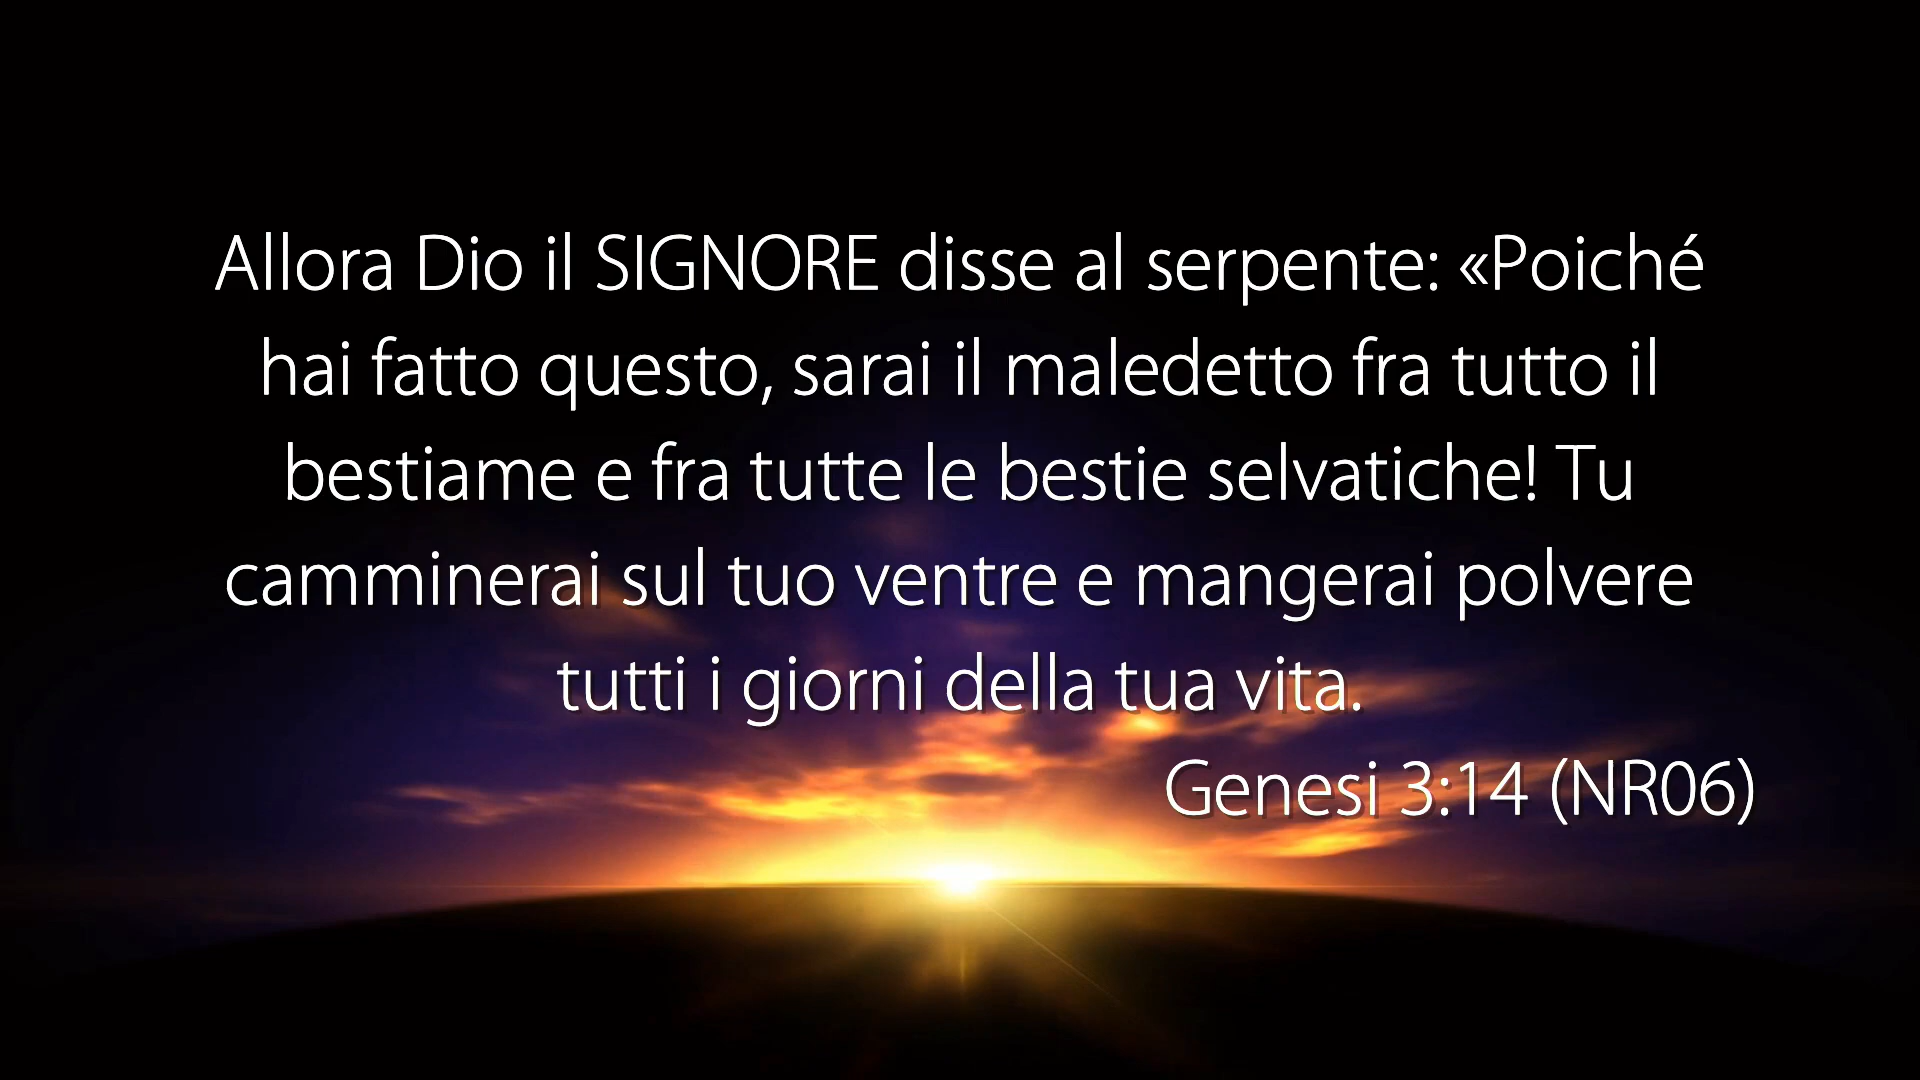 Allora Dio il SIGNORE disse al serpente: «Poiché
hai fatto questo, sarai il maledetto fra tutto il
bestiame e fra tutte le bestie selvatiche! Tu
camminerai sul tuo ventre e mangerai polvere
tutti i giorni della tua vita.
Genesi 3:14 (NR06)